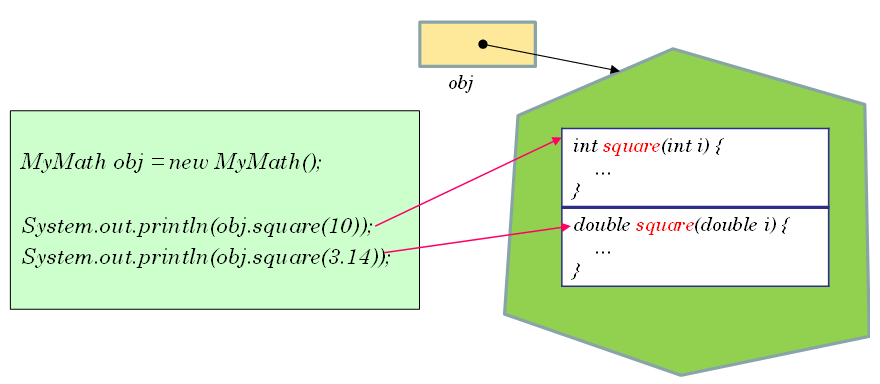 obj
MyMath obj = new MyMath();
System.out.println(obj.square(10));
System.out.println(obj.square(3.14));
int square(int i) {
...
}
double square(double i) {
...
}